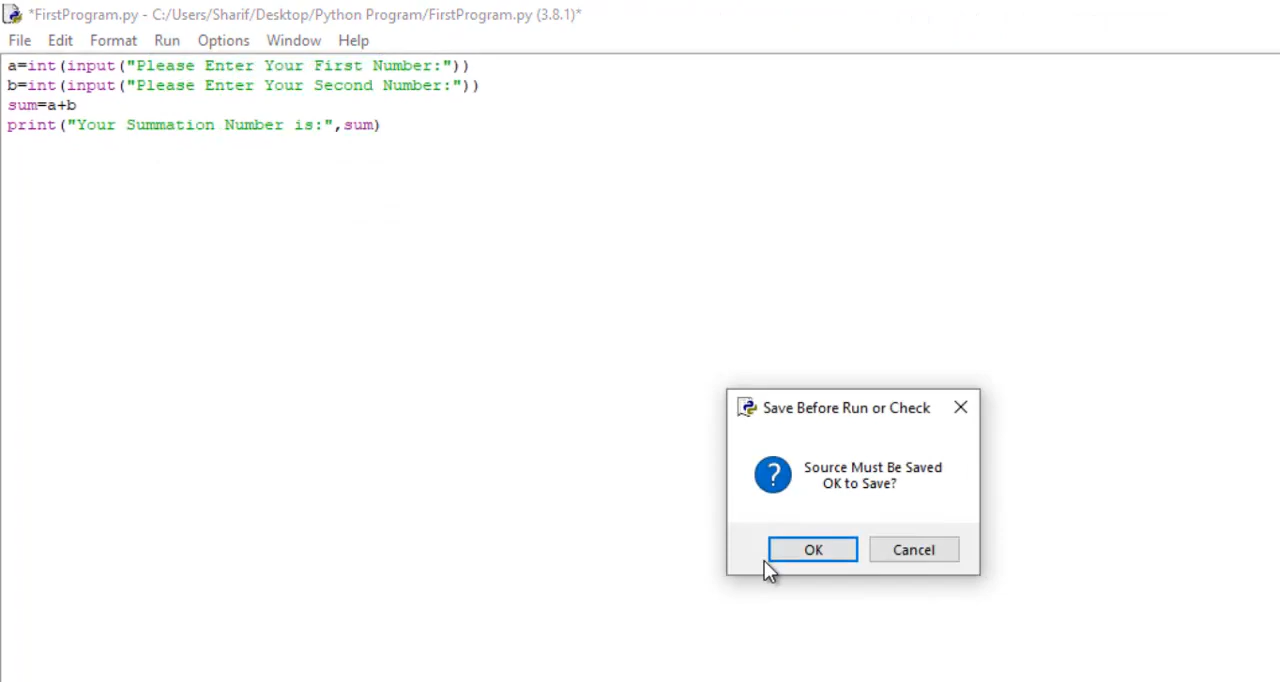 *FirstProgram.py - C:/Users/Sharif/Desktop/Python Program/FirstProgram.py (3.8.1)*
File Edit Format Run Options Window Help
a=int(input("Please Enter Your First Number:"))
b=int(input("Please Enter Your Second Number:"))
sum=a+b
print("Your Summation Number is:",sum)
Save Before Run or Check
Source Must Be Saved
OK to Save?
OK Cancel